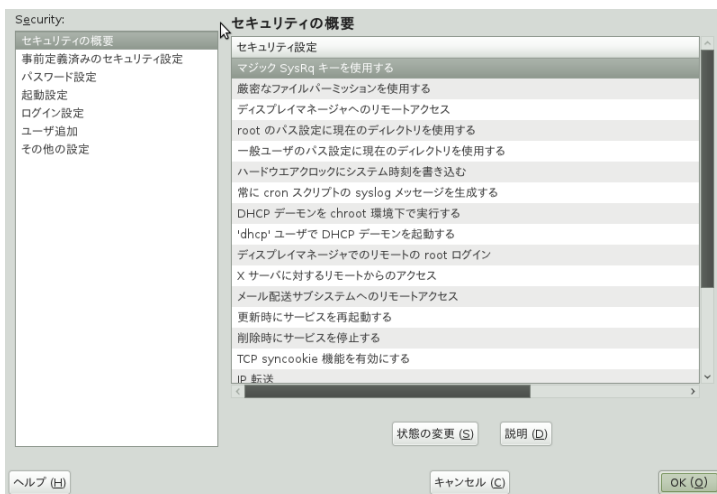 Security:
セキュリティの概要
事前定義済みのセキュリティ設定
パスワード設定
起動設定
ログイン設定
ユーザ追加
その他の設定
セキュリティの概要
セキュリティ設定
マジック SysRq キーを使用する
厳密なファイルパーミッションを使用する
ディスプレイマネージャへのリモートアクセス
root のパス設定に現在のディレクトリを使用する
一般ユーザのパス設定に現在のディレクトリを使用する
ハードウエアクロックにシステム時刻を書き込む
常に cron スクリプトの syslog メッセージを生成する
DHCP デーモンを chroot 環境下で実行する
'dhcp' ユーザで DHCP デーモンを起動する
ディスプレイマネージャでのリモートの root ログイン
X サーバに対するリモートからのアクセス
メール配送サブシステムへのリモートアクセス
更新時にサービスを再起動する
削除時にサービスを停止する
TCP syncookie 機能を有効にする
IP 転送
状態の変更 (S)
説明 (D)
ヘルプ (H)
キャンセル (C)
OK (O)